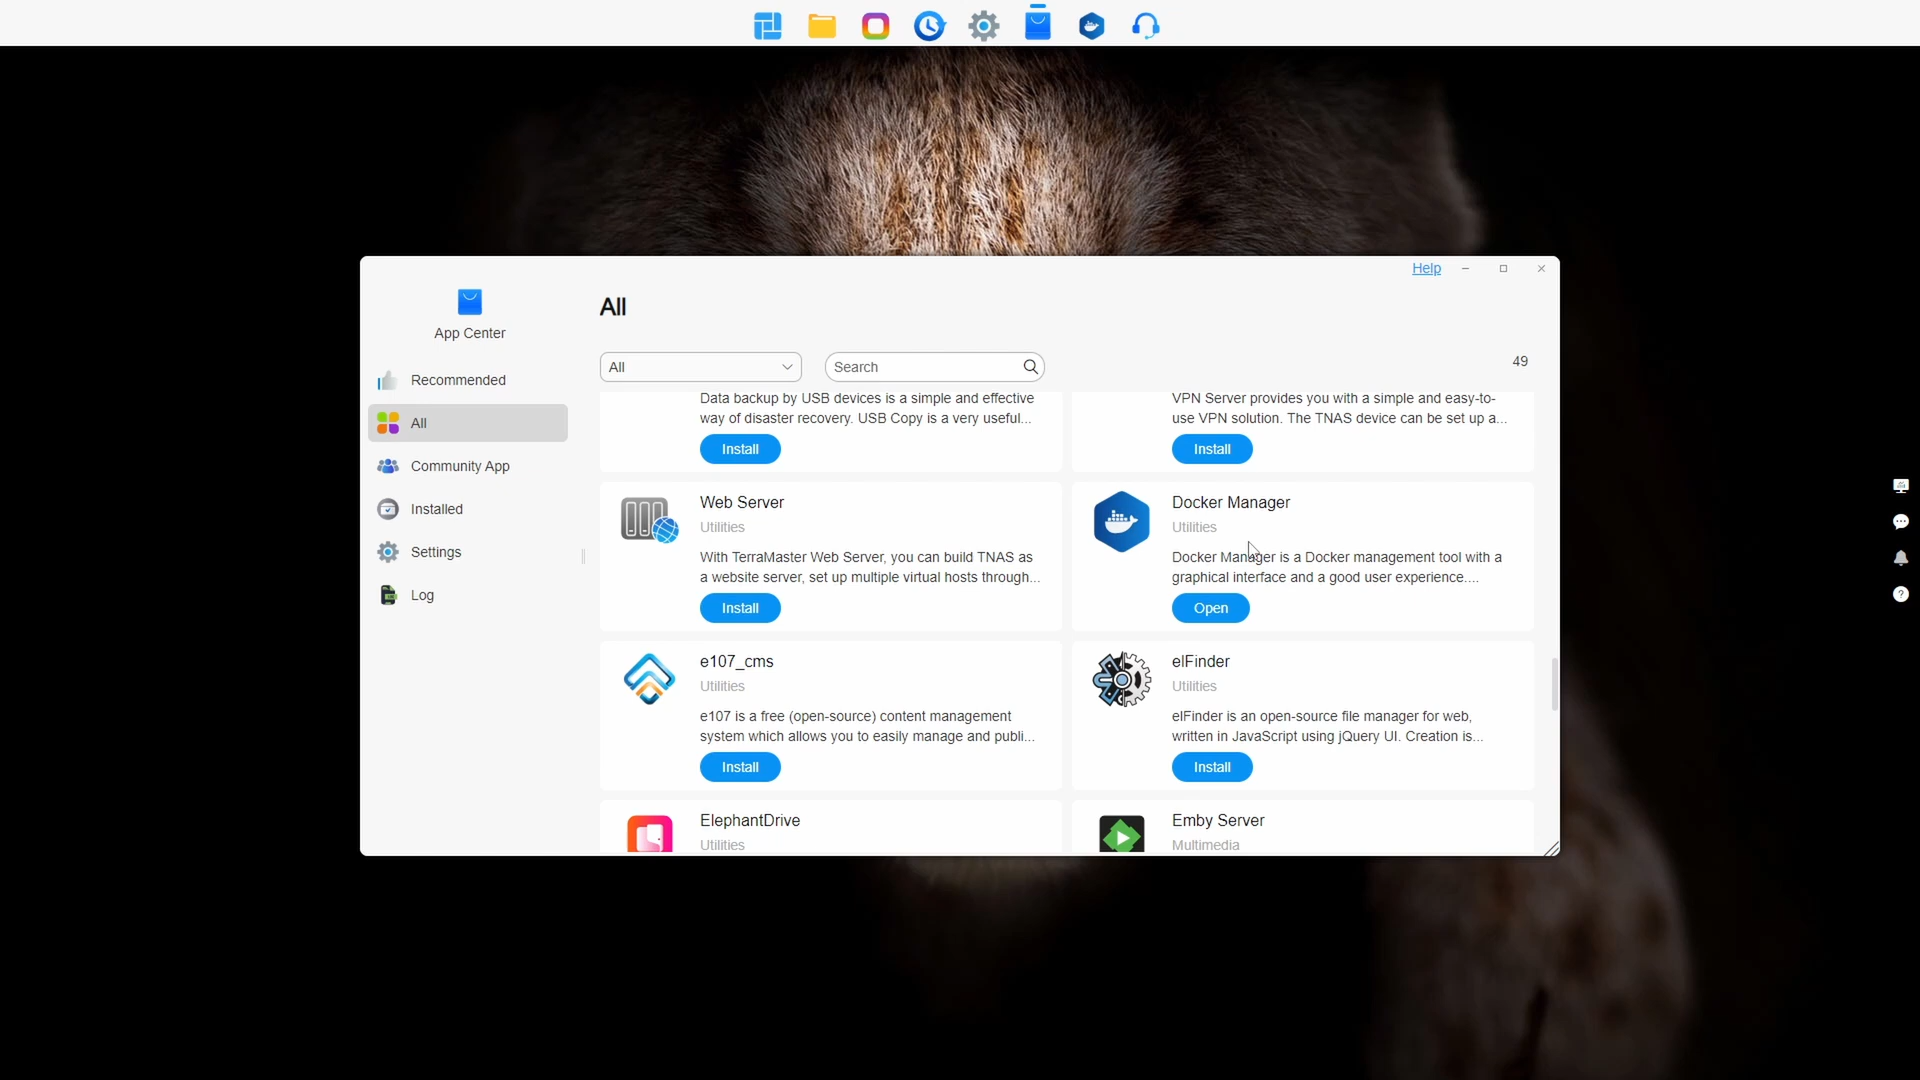 Help
App Center
All
Recommended
All
Community App
Installed
Settings
Log
All
Search
49
Data backup by USB devices is a simple and effective
way of disaster recovery. USB Copy is a very useful...
Install
VPN Server provides you with a simple and easy-to-
use VPN solution. The TNAS device can be set up a...
Install
Web Server
Utilities
With TerraMaster Web Server, you can build TNAS as
a website server, set up multiple virtual hosts through...
Install
Docker Manager
Utilities
Docker Manager is a Docker management tool with a
graphical interface and a good user experience....
Open
e107_cms
Utilities
e107 is a free (open-source) content management
system which allows you to easily manage and publi...
Install
elFinder
Utilities
elFinder is an open-source file manager for web,
written in JavaScript using jQuery UI. Creation is...
Install
ElephantDrive
Utilities
Emby Server
Multimedia